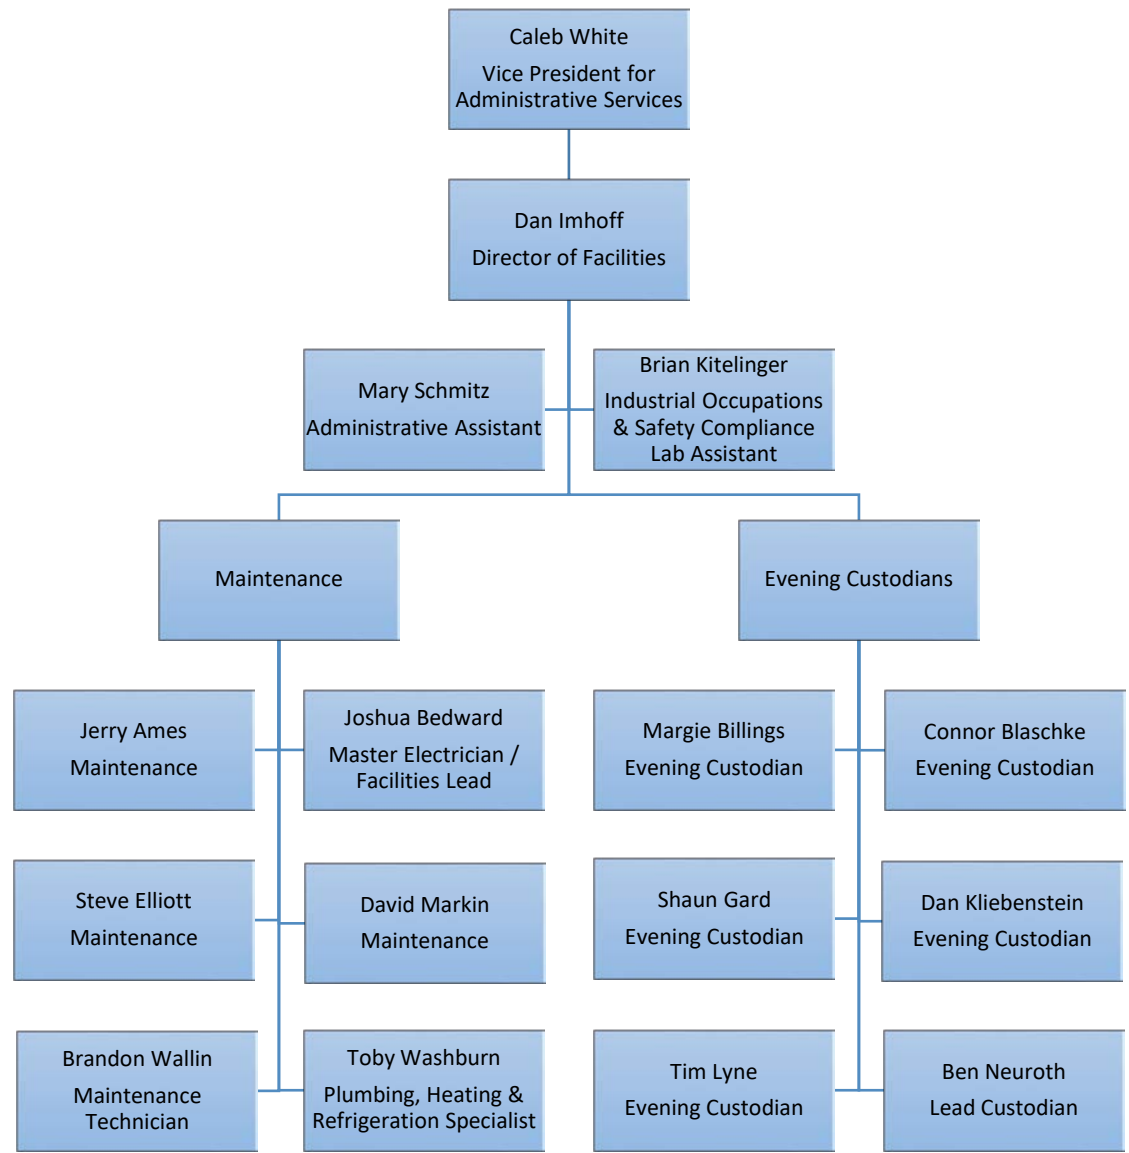 Caleb White
Vice President for
Administrative Services
Dan Imhoff
Director of Facilities
Mary Schmitz
Administrative Assistant
Brian Kitelinger
Industrial Occupations
& Safety Compliance
Lab Assistant
Maintenance
Evening Custodians
Jerry Ames
Maintenance
Joshua Bedward
Master Electrician /
Facilities Lead
Margie Billings
Evening Custodian
Connor Blaschke
Evening Custodian
Steve Elliott
Maintenance
David Markin
Maintenance
Shaun Gard
Evening Custodian
Dan Kliebenstein
Evening Custodian
Brandon Wallin
Maintenance
Technician
Toby Washburn
Plumbing, Heating &
Refrigeration Specialist
Tim Lyne
Evening Custodian
Ben Neuroth
Lead Custodian